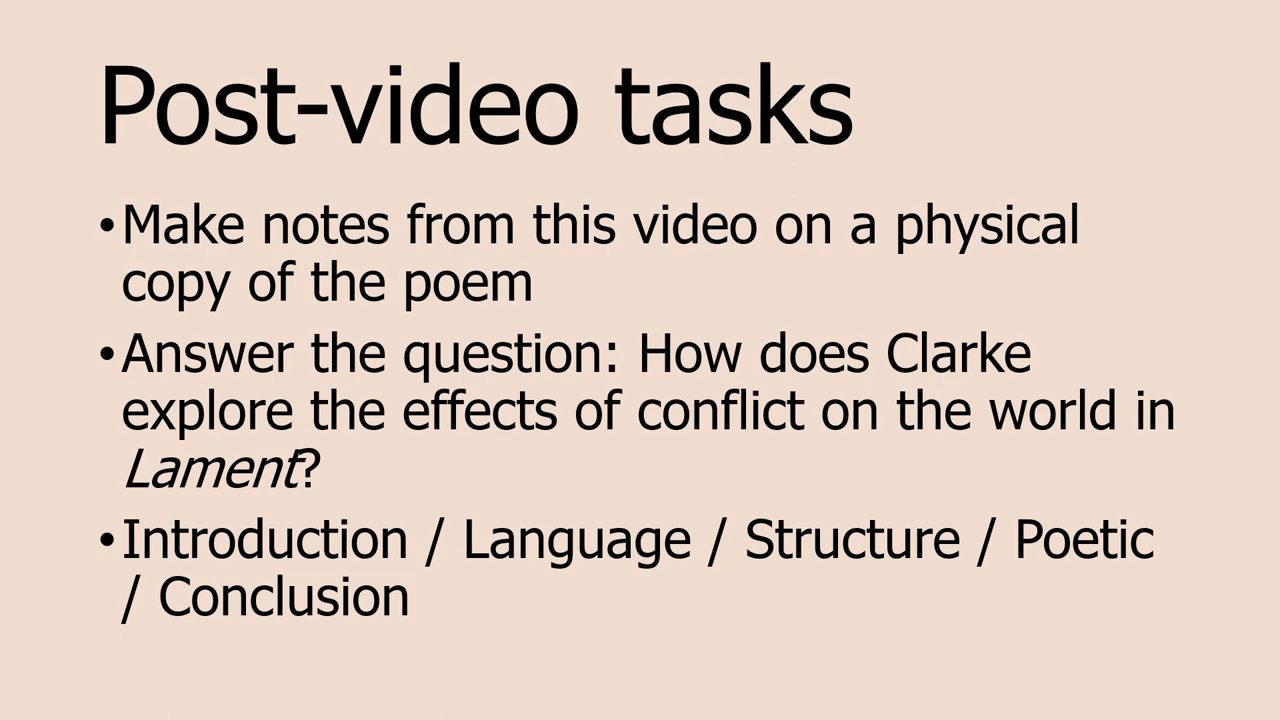 Post-video tasks
•Make notes from this video on a physical
copy of the poem
•Answer the question: How does Clarke
explore the effects of conflict on the world in
Lament?
•Introduction / Language / Structure / Poetic
/ Conclusion